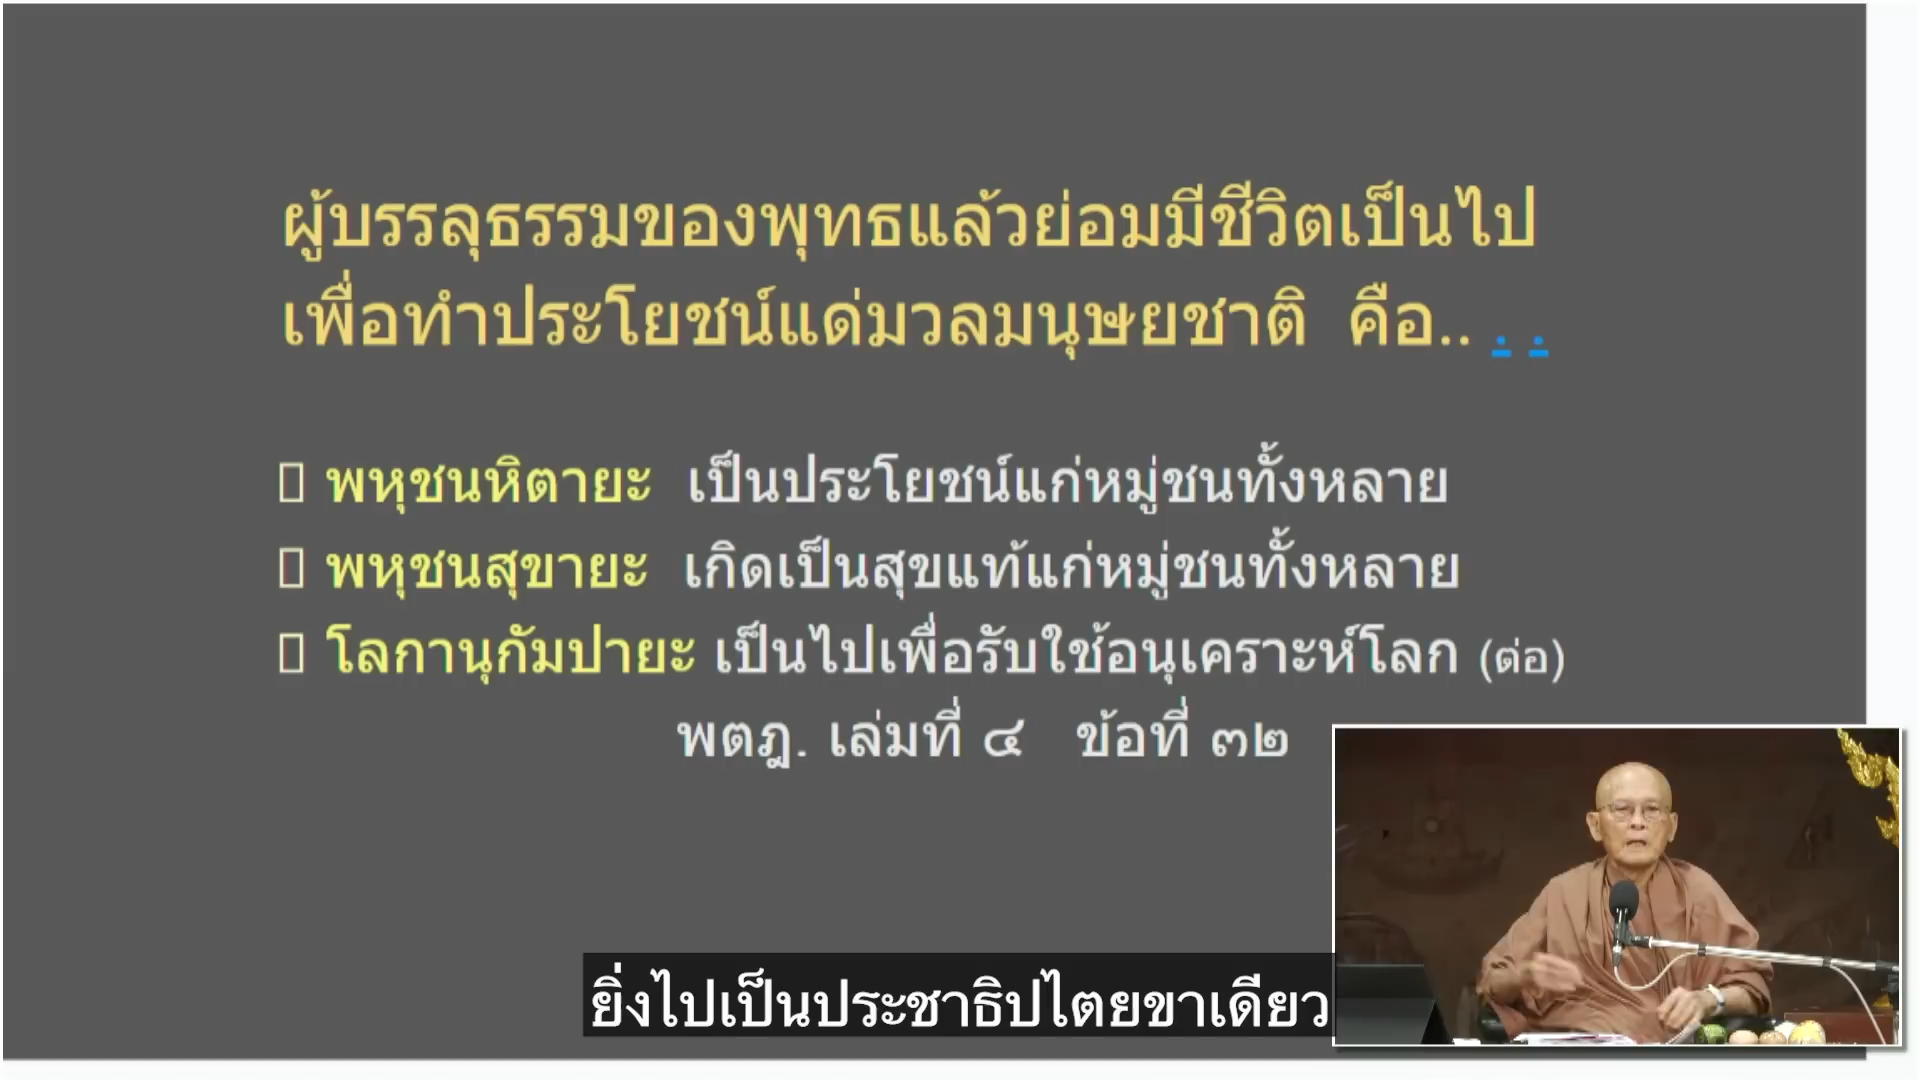 ผู้บรรลุธรรมของพุทธแล้วย่อมมีชีวิตเป็นไป
เพื่อทำประโยชน์แด่มวลมนุษยชาติ คือ.. . .
พหุชนหิตายะ เป็นประโยชน์แก่หมู่ชนทั้งหลาย
พหุชนสุขายะ เกิดเป็นสุขแท้แก่หมู่ชนทั้งหลาย
โลกานุกัมปายะ เป็นไปเพื่อรับใช้อนุเคราะห์โลก (ต่อ)
พตฎ. เล่มที่ ๔ ข้อที่ ๓๒
ยิ่งไปเป็นประชาธิปไตยขาเดียว